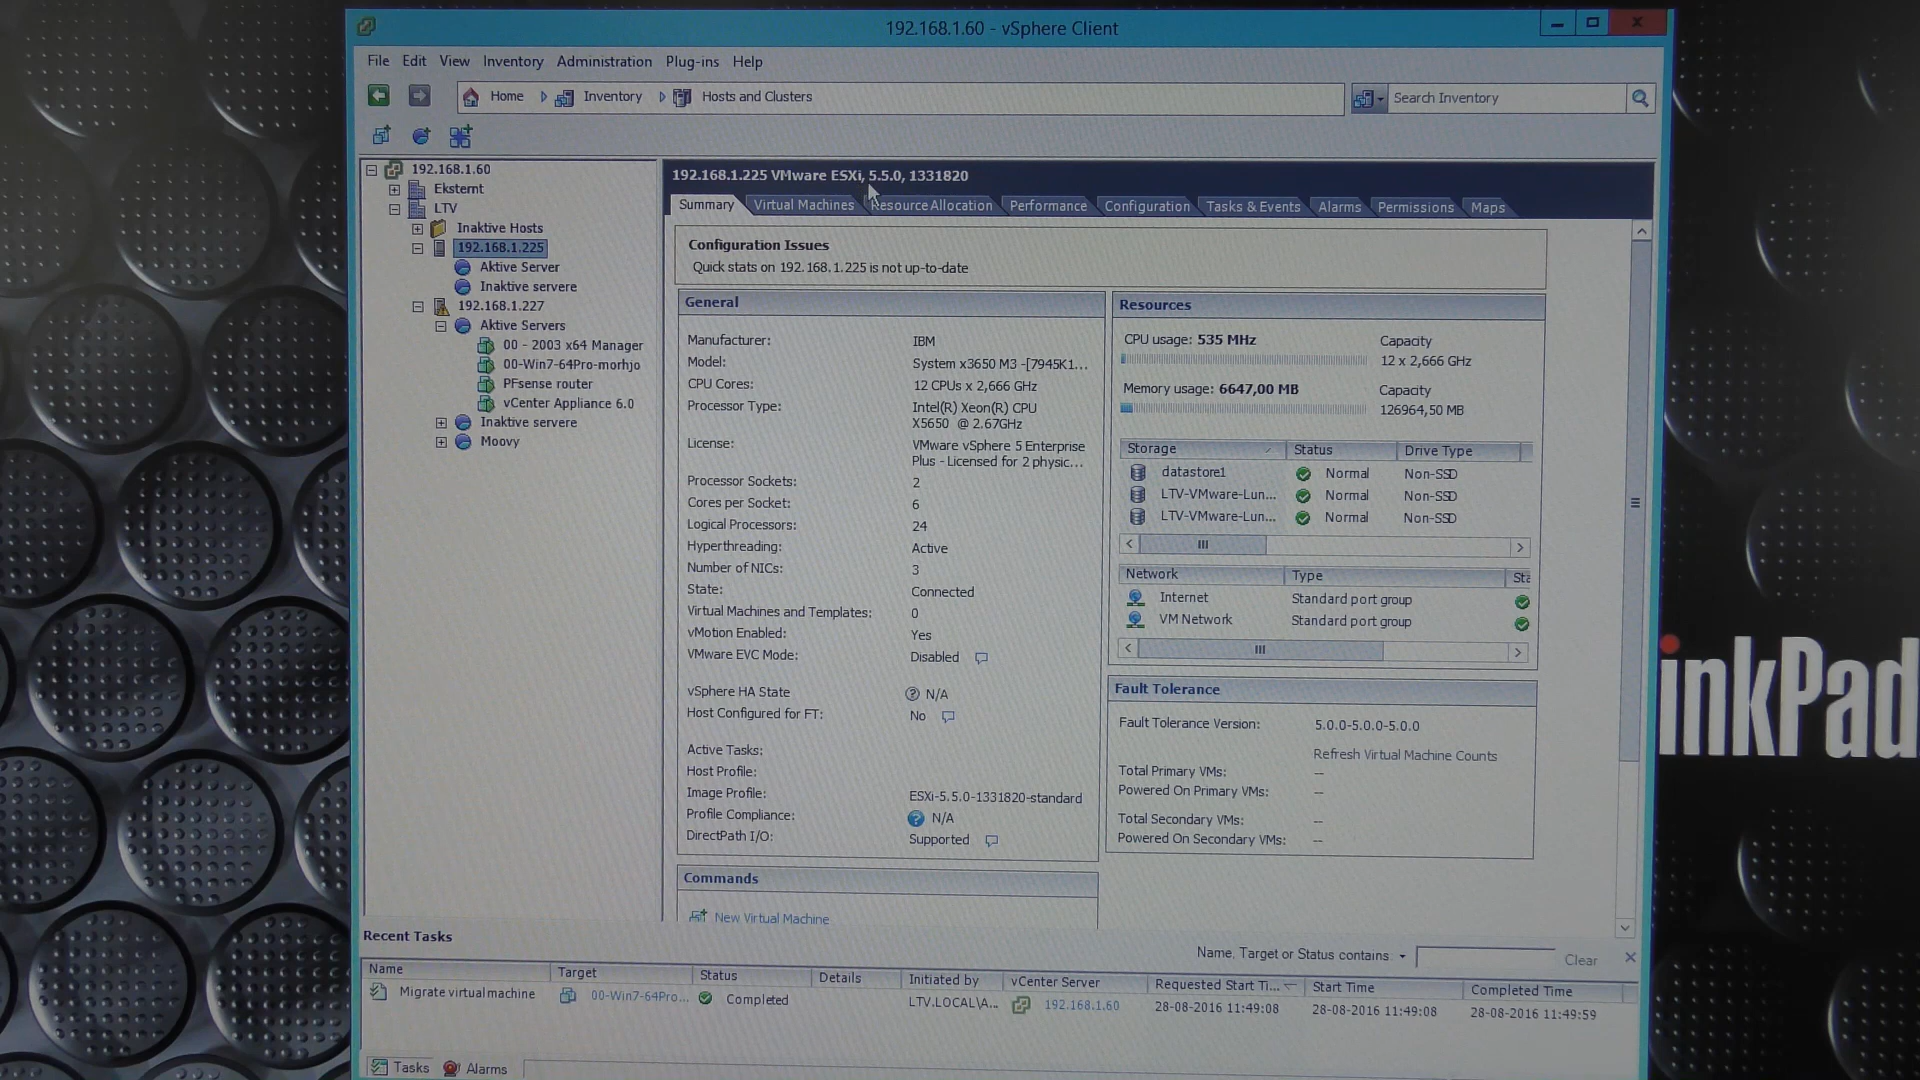 192.168.1.60 - vSphere Client
File Edit View Inventory Administration Plug-ins Help
Home Inventory Hosts and Clusters
Search Inventory
192.168.1.60
Eksternt
LTV
Inaktive Hosts
192.168.1.225
Aktive Server
Inaktive servere
192.168.1.227
Aktive Servers
00 - 2003 x64 Manager
00-Win7-64Pro-morhjo
PFsense router
vCenter Appliance 6.0
Inaktive servere
Moovy
192.168.1.225 VMware ESXi, 5.5.0, 1331820
Summary Virtual Machines Resource Allocation Performance Configuration Tasks & Events Alarms Permissions Maps
Configuration Issues
Quick stats on 192.168.1.225 is not up-to-date
General
Manufacturer: IBM
Model: System x3650 M3 -[7945K1...
CPU Cores: 12 CPUs x 2,666 GHz
Processor Type: Intel(R) Xeon(R) CPU
X5650 @ 2.67GHz
License: VMware vSphere 5 Enterprise
Plus - Licensed for 2 physic...
Processor Sockets: 2
Cores per Socket: 6
Logical Processors: 24
Hyperthreading: Active
Number of NICs: 3
State: Connected
Virtual Machines and Templates: 0
vMotion Enabled: Yes
VMware EVC Mode: Disabled
vSphere HA State N/A
Host Configured for FT: No
Active Tasks:
Host Profile:
Image Profile: ESXi-5.5.0-1331820-standard
Profile Compliance: N/A
DirectPath I/O: Supported
Commands
New Virtual Machine
Resources
CPU usage: 535 MHz Capacity
12 x 2,666 GHz
Memory usage: 6647,00 MB Capacity
126964,50 MB
Storage Status Drive Type
datastore1 Normal Non-SSD
LTV-VMware-Lun... Normal Non-SSD
LTV-VMware-Lun... Normal Non-SSD
Network Type Sta
Internet Standard port group
VM Network Standard port group
Fault Tolerance
Fault Tolerance Version: 5.0.0-5.0.0-5.0.0
Refresh Virtual Machine Counts
Total Primary VMs: --
Powered On Primary VMs: --
Total Secondary VMs: --
Powered On Secondary VMs: --
Recent Tasks
Name, Target or Status contains: Clear
Name Target Status Details Initiated by vCenter Server Requested Start Ti... Start Time Completed Time
Migrate virtual machine 00-Win7-64Pro... Completed LTV.LOCAL\A... 192.168.1.60 28-08-2016 11:49:08 28-08-2016 11:49:08 28-08-2016 11:49:59
Tasks Alarms
inkPad